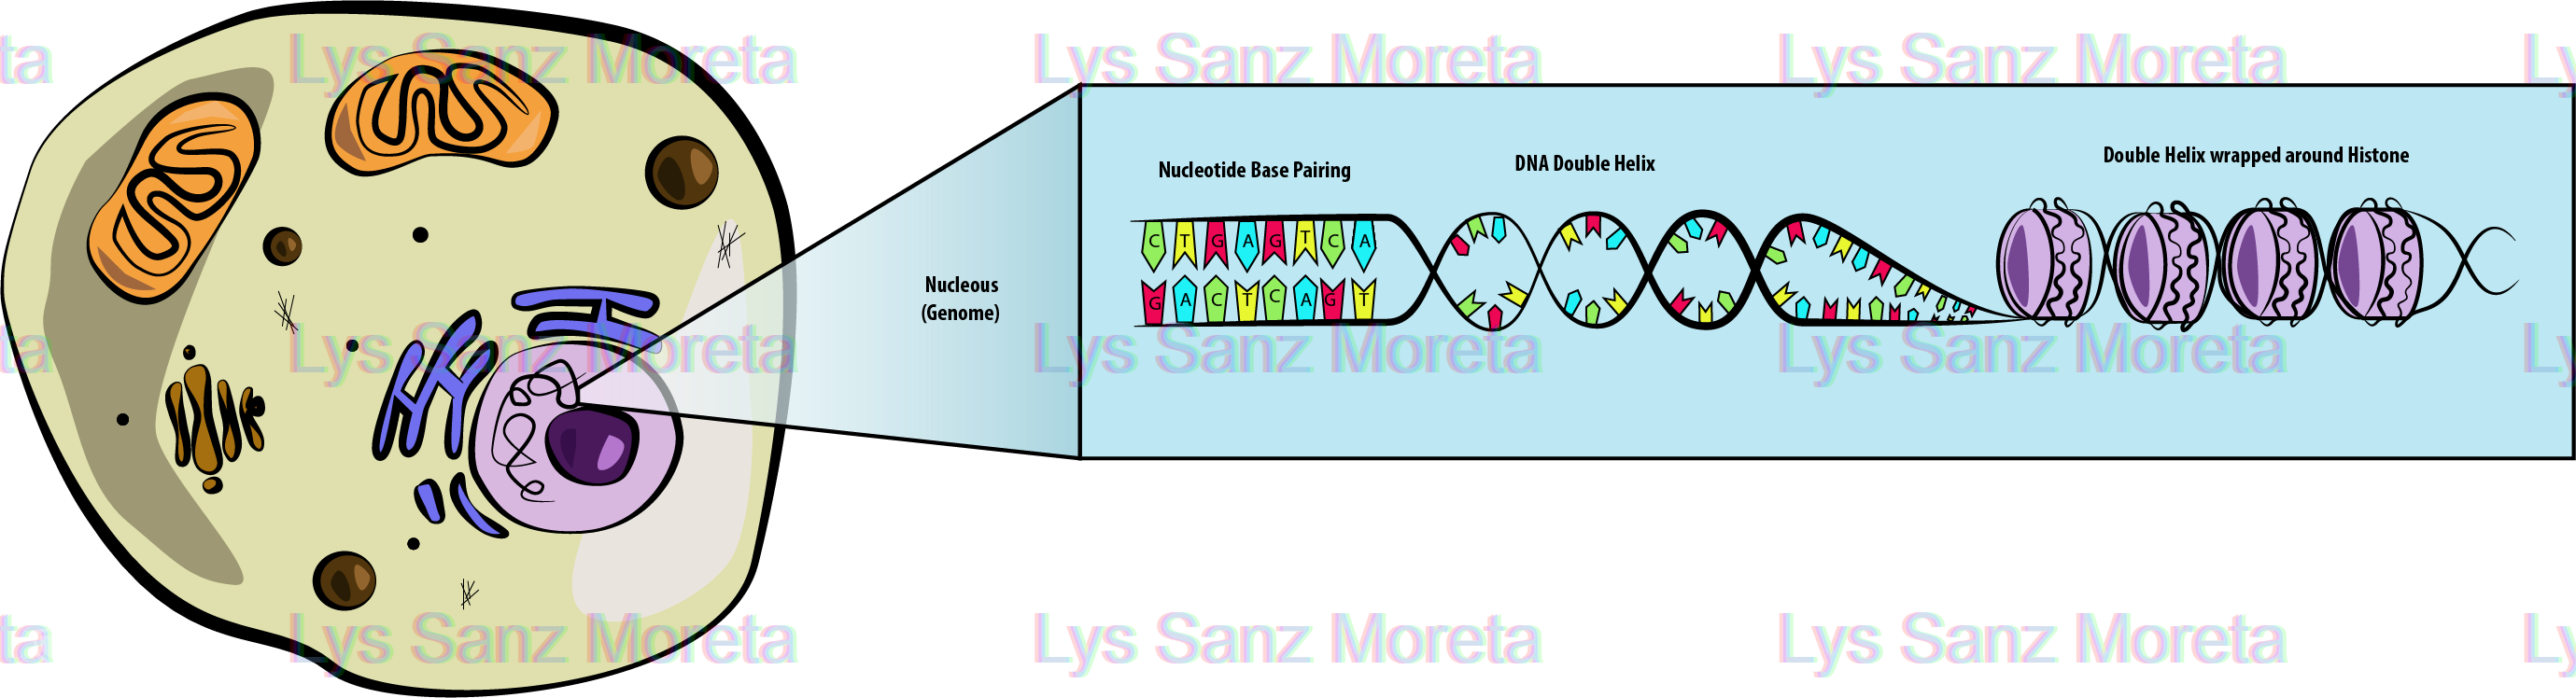 ta Lys Sanz Moreta Lys Sanz Moreta Lys Sanz Moreta Ly
Nucleotide Base Pairing
DNA Double Helix
Double Helix wrapped around Histone
C T G A G T C A
G A C T C A G T
Nucleous
(Genome)
ta Lys Sanz Moreta Lys Sanz Moreta Lys Sanz Moreta Ly
ta Lys Sanz Moreta Lys Sanz Moreta Lys Sanz Moreta Ly